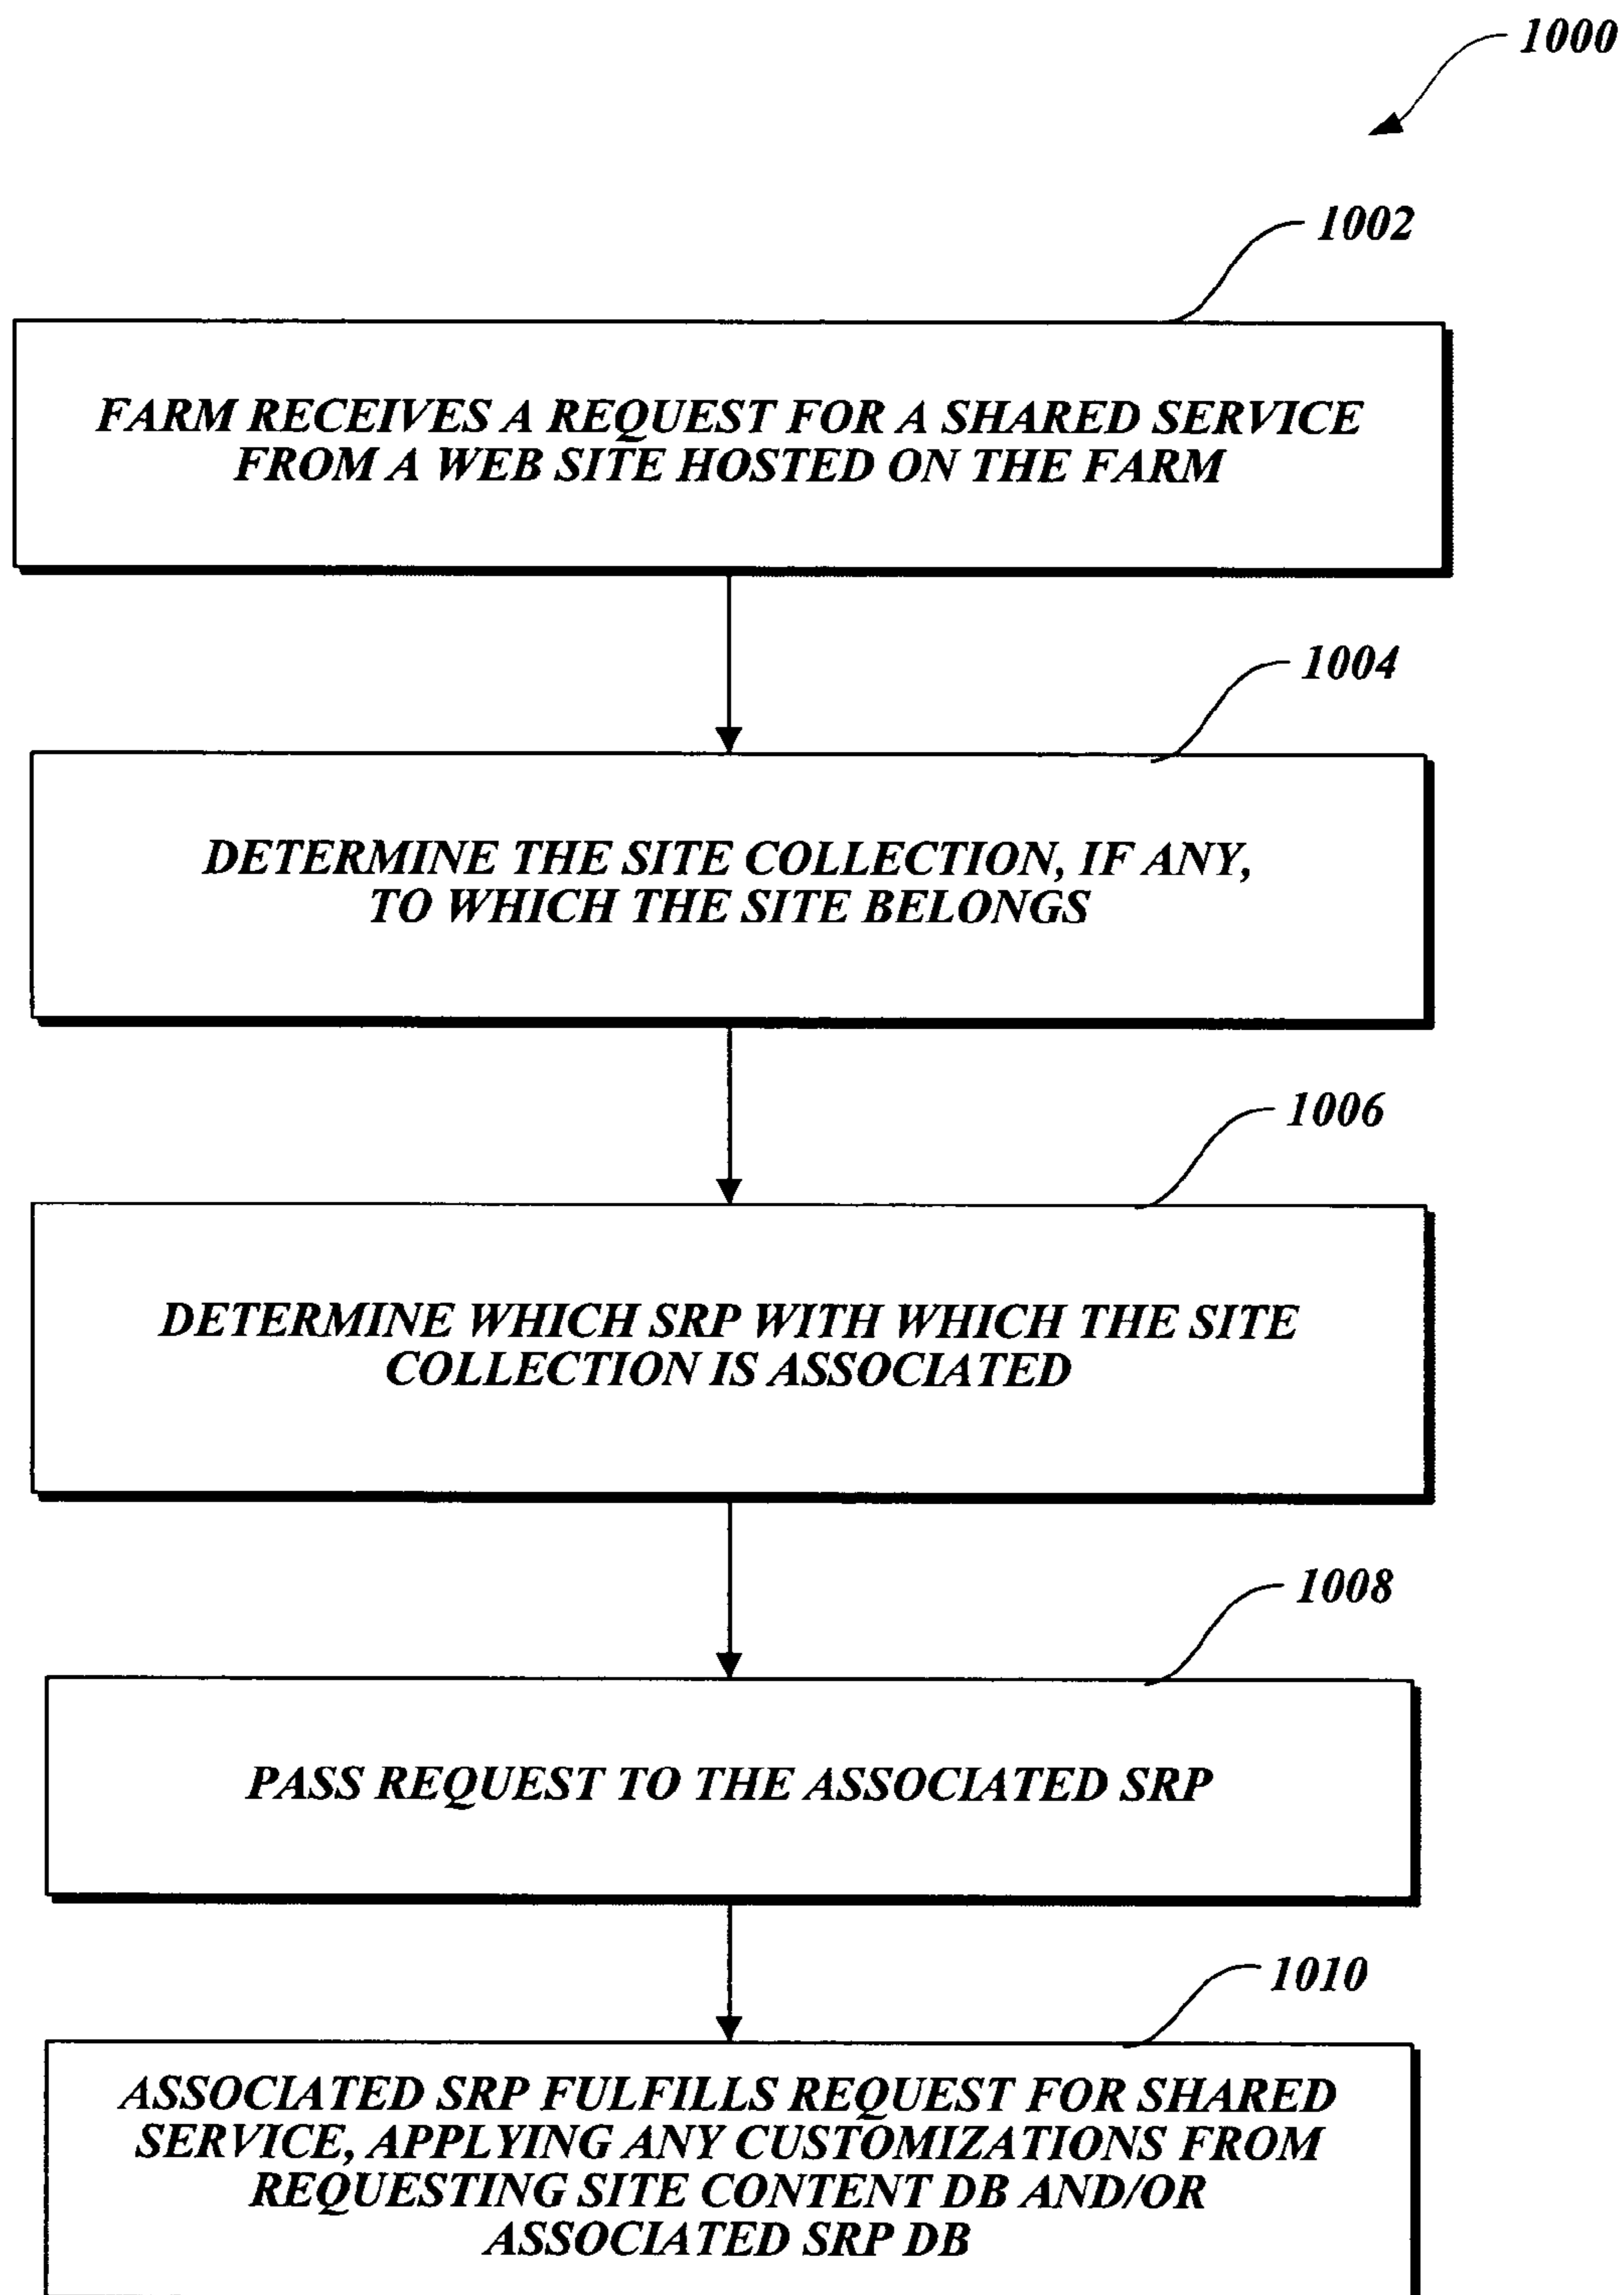 1000
1002
FARM RECEIVES A REQUEST FOR A SHARED SERVICE
FROM A WEB SITE HOSTED ON THE FARM
1004
DETERMINE THE SITE COLLECTION, IF ANY,
TO WHICH THE SITE BELONGS
1006
DETERMINE WHICH SRP WITH WHICH THE SITE
COLLECTION IS ASSOCIATED
1008
PASS REQUEST TO THE ASSOCIATED SRP
1010
ASSOCIATED SRP FULFILLS REQUEST FOR SHARED
SERVICE, APPLYING ANY CUSTOMIZATIONS FROM
REQUESTING SITE CONTENT DB AND/OR
ASSOCIATED SRP DB